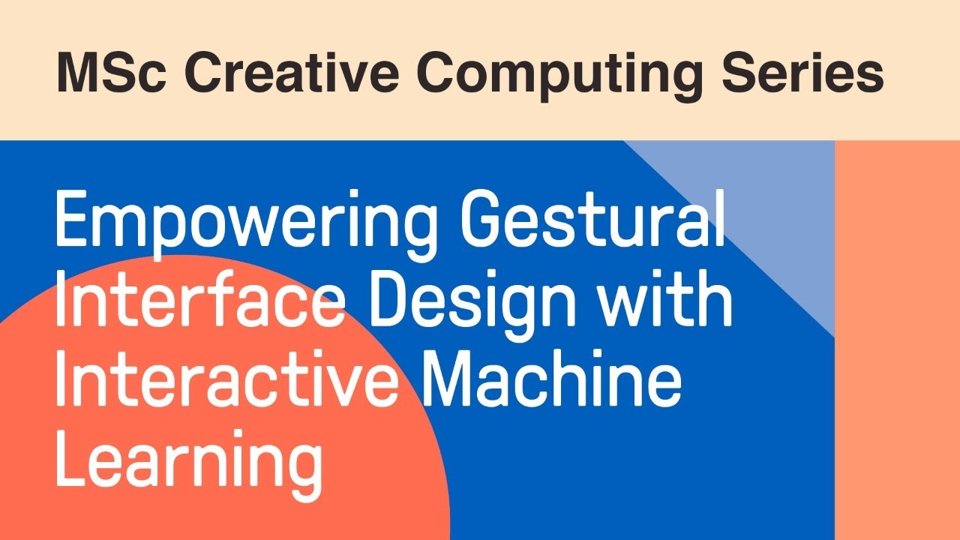 MSc Creative Computing Series
Empowering Gestural
Interface Design with
Interactive Machine
Learning